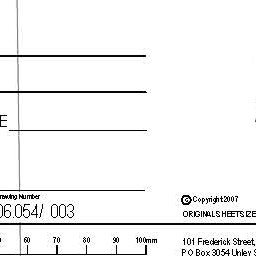 E
rawing Number
06.054/ 003
© Copyright 2007
ORIGINAL SHEET SIZE
60 70 80 90 100mm
101 Frederick Street,
PO Box 3054 Unley S